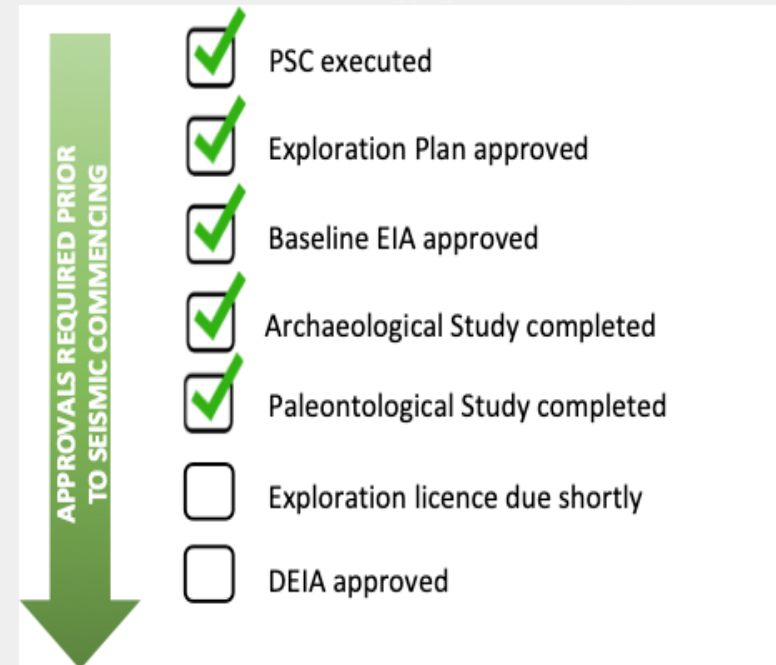 APPROVALS REQUIRED PRIOR
TO SEISMIC COMMENCING
PSC executed
Exploration Plan approved
Baseline EIA approved
Archaeological Study completed
Paleontological Study completed
Exploration licence due shortly
DEIA approved